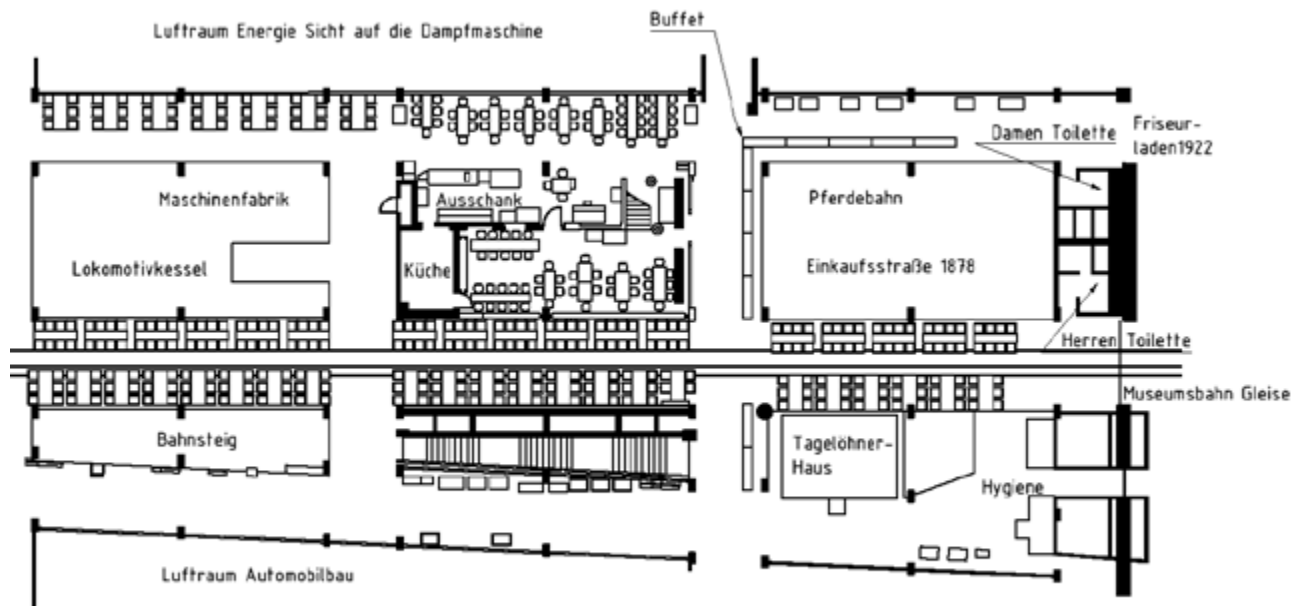 Buffet
Luftraum Energie Sicht auf die Dampfmaschine
Damen Toilette
Friseur-
laden1922
Maschinenfabrik
Ausschank
Pferdebahn
Lokomotivkessel
Küche
Einkaufsstraße 1878
Herren Toilette
Museumsbahn Gleise
Bahnsteig
Tagelöhner-
Haus
Hygiene
Luftraum Automobilbau